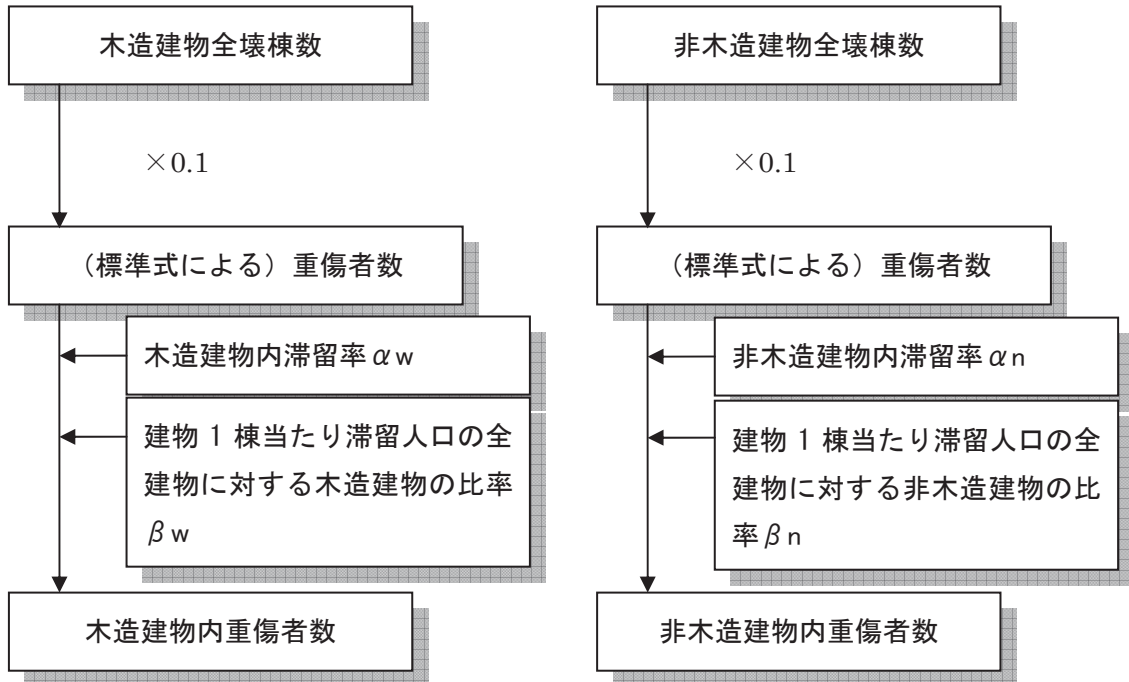 木造建物全壊棟数
×0.1
（標準式による）重傷者数
木造建物内滞留率αw
建物1棟当たり滞留人口の全
建物に対する木造建物の比率
βw
木造建物内重傷者数
非木造建物全壊棟数
×0.1
（標準式による）重傷者数
非木造建物内滞留率αn
建物1棟当たり滞留人口の全
建物に対する非木造建物の比
率βn
非木造建物内重傷者数